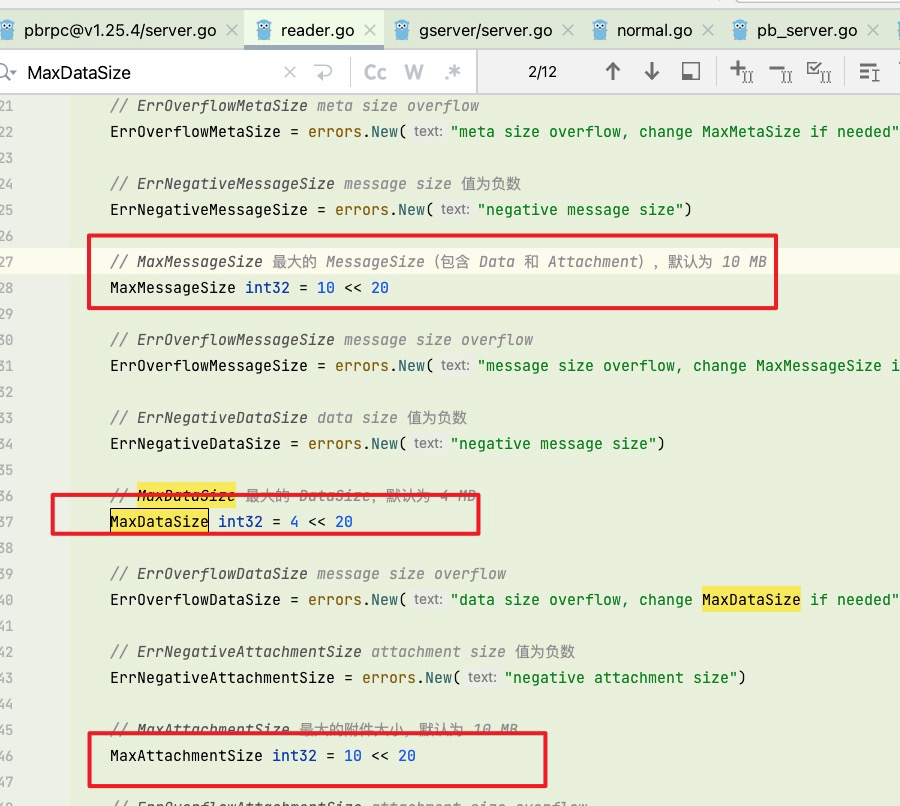 pbrpc@v1.25.4/server.go reader.go gserver/server.go normal.go pb_server.go
MaxDataSize Cc W .* 2/12
21 // ErrOverflowMetaSize meta size overflow
22 ErrOverflowMetaSize = errors.New( text: "meta size overflow, change MaxMetaSize if needed"
23
24 // ErrNegativeMessageSize message size 值为负数
25 ErrNegativeMessageSize = errors.New( text: "negative message size")
26
27 // MaxMessageSize 最大的 MessageSize（包含 Data 和 Attachment），默认为 10 MB
28 MaxMessageSize int32 = 10 << 20
29
30 // ErrOverflowMessageSize message size overflow
31 ErrOverflowMessageSize = errors.New( text: "message size overflow, change MaxMessageSize i
32
33 // ErrNegativeDataSize data size 值为负数
34 ErrNegativeDataSize = errors.New( text: "negative message size")
35
36 // MaxDataSize 最大的 DataSize，默认为 4 MB
37 MaxDataSize int32 = 4 << 20
38
39 // ErrOverflowDataSize message size overflow
40 ErrOverflowDataSize = errors.New( text: "data size overflow, change MaxDataSize if needed"
41
42 // ErrNegativeAttachmentSize attachment size 值为负数
43 ErrNegativeAttachmentSize = errors.New( text: "negative attachment size")
44
45 // MaxAttachmentSize 最大的附件大小，默认为 10 MB
46 MaxAttachmentSize int32 = 10 << 20
47
48 // ErrOverflowAttachmentSize attachment size overflow